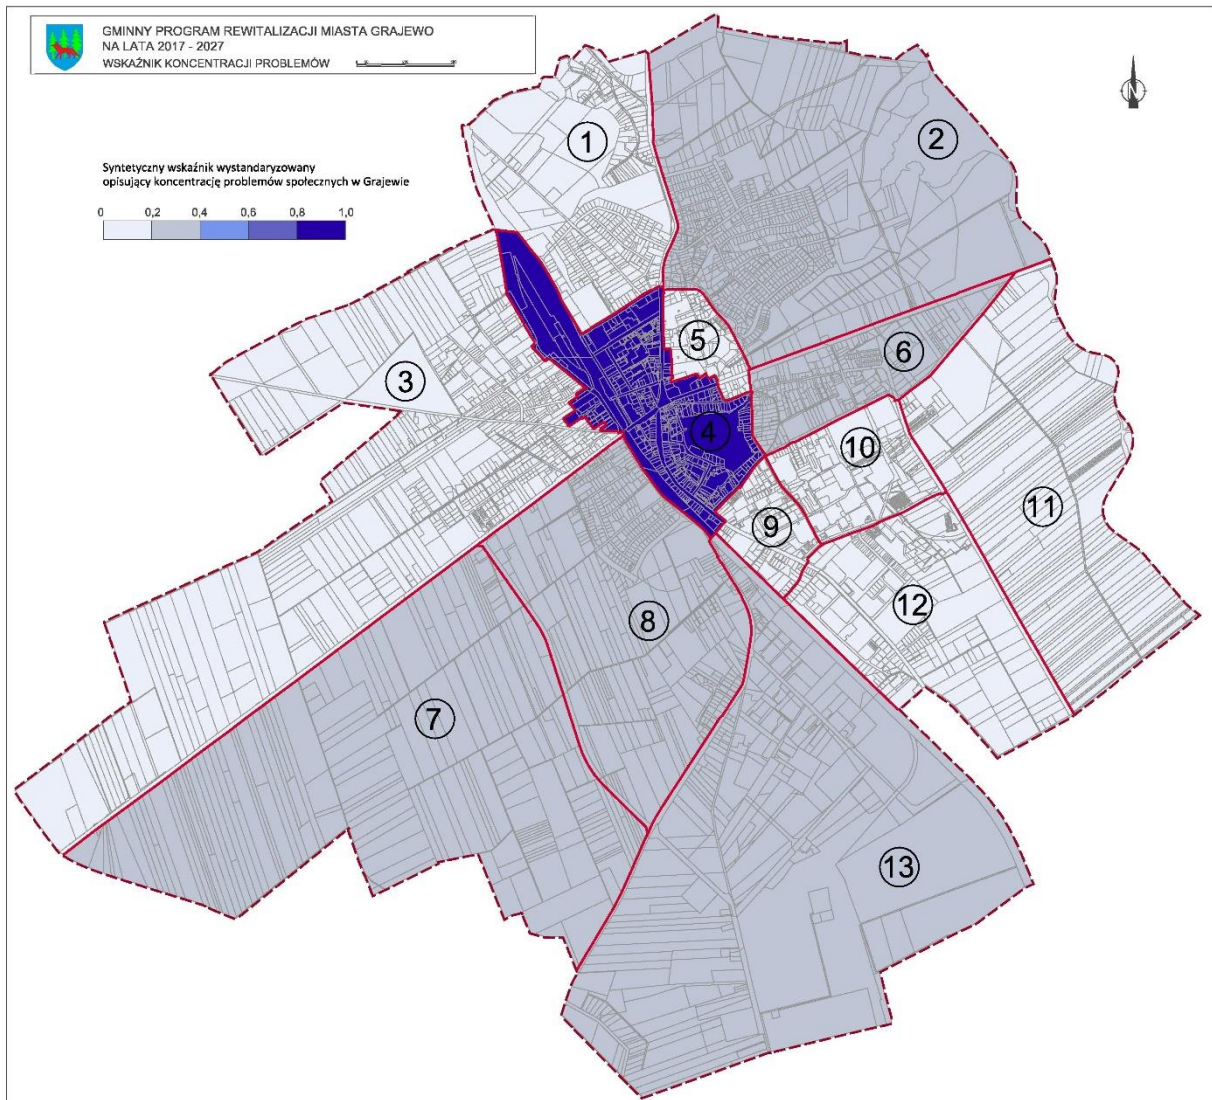 GMINNY PROGRAM REWITALIZACJI MIASTA GRAJEWO
NA LATA 2017 - 2027
WSKAŹNIK KONCENTRACJI PROBLEMÓW
N
Syntetyczny wskaźnik wystandaryzowany
opisujący koncentrację problemów społecznych w Grajewie
0 0,2 0,4 0,6 0,8 1,0
1
2
3
4
5
6
7
8
9
10
11
12
13